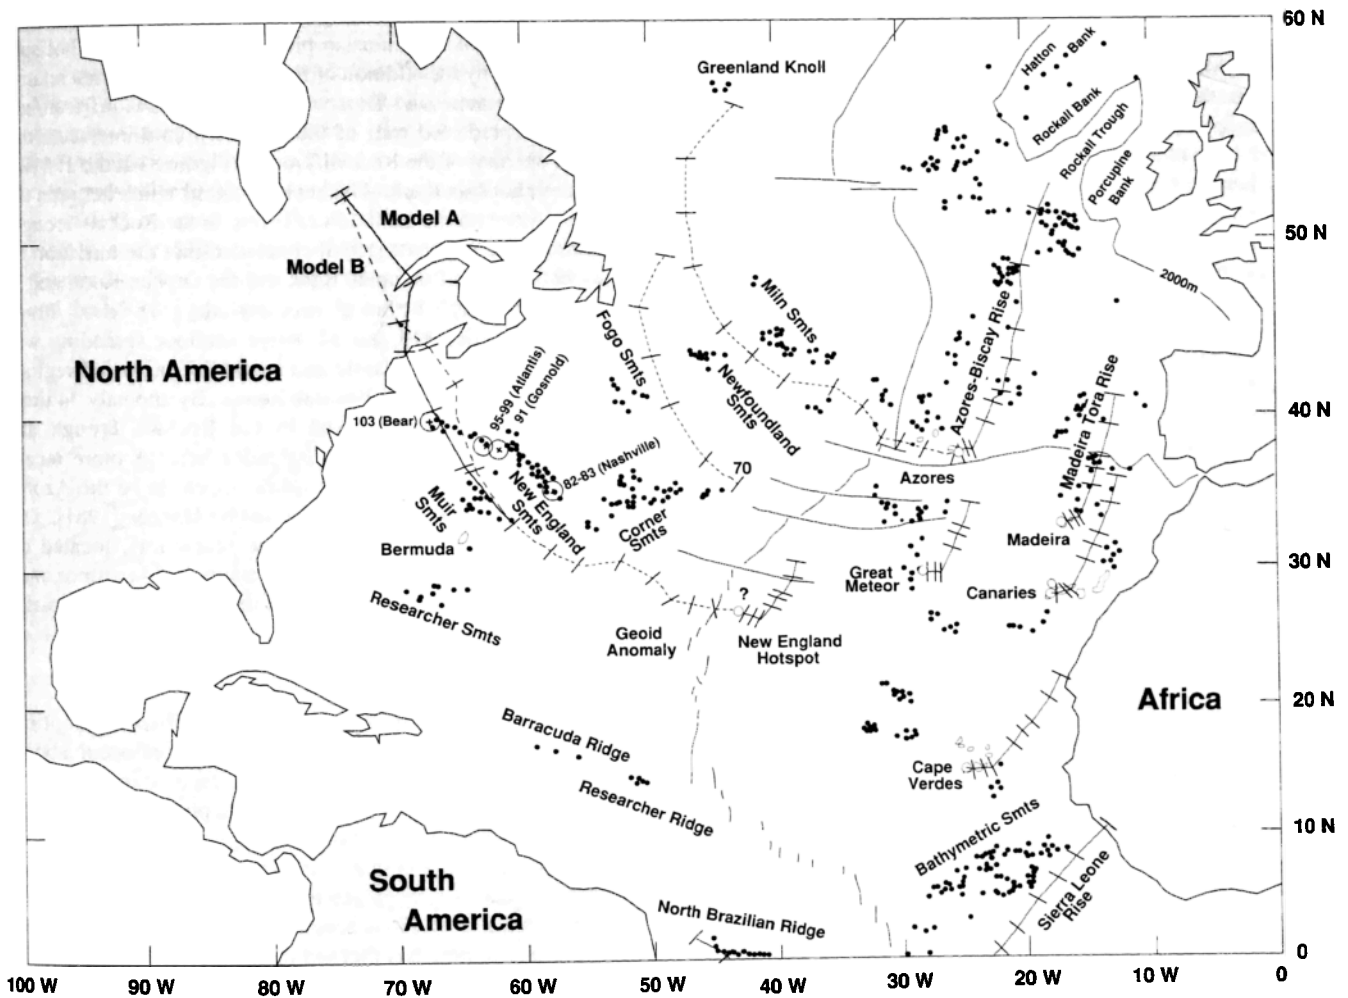 60 N
Greenland Knoll
Hatton
Bank
Rockall Bank
Rockall Trough
Porcupine
Bank
Model A
50 N
Model B
2000m
Miln Smts
Azores-Biscay Rise
Fogo Smts
North America
95-99 (Atlantis)
91 (Gosnold)
Newfoundland
Smts
Madeira Tora Rise
40 N
103 (Bear)
82-83 (Nashville)
70
Azores
New England
Smts
Muir
Smts
Corner
Smts
Bermuda
Madeira
30 N
Great
Meteor
Canaries
?
Researcher Smts
Geoid
Anomaly
New England
Hotspot
Africa
20 N
Barracuda Ridge
Cape
Verdes
Researcher Ridge
Bathymetric Smts
10 N
South
America
Sierra Leone
Rise
North Brazilian Ridge
0
100 W
90 W
80 W
70 W
60 W
50 W
40 W
30 W
20 W
10 W
0